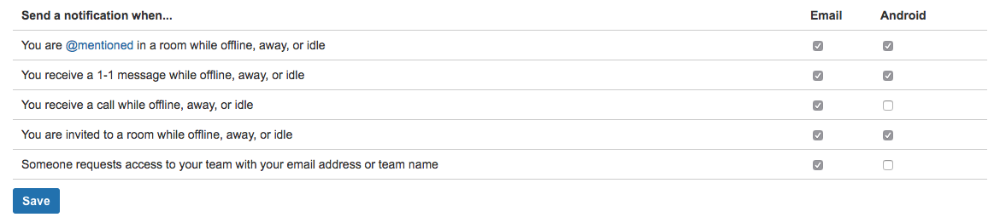 Send a notification when... Email Android
You are @mentioned in a room while offline, away, or idle
You receive a 1-1 message while offline, away, or idle
You receive a call while offline, away, or idle
You are invited to a room while offline, away, or idle
Someone requests access to your team with your email address or team name
Save